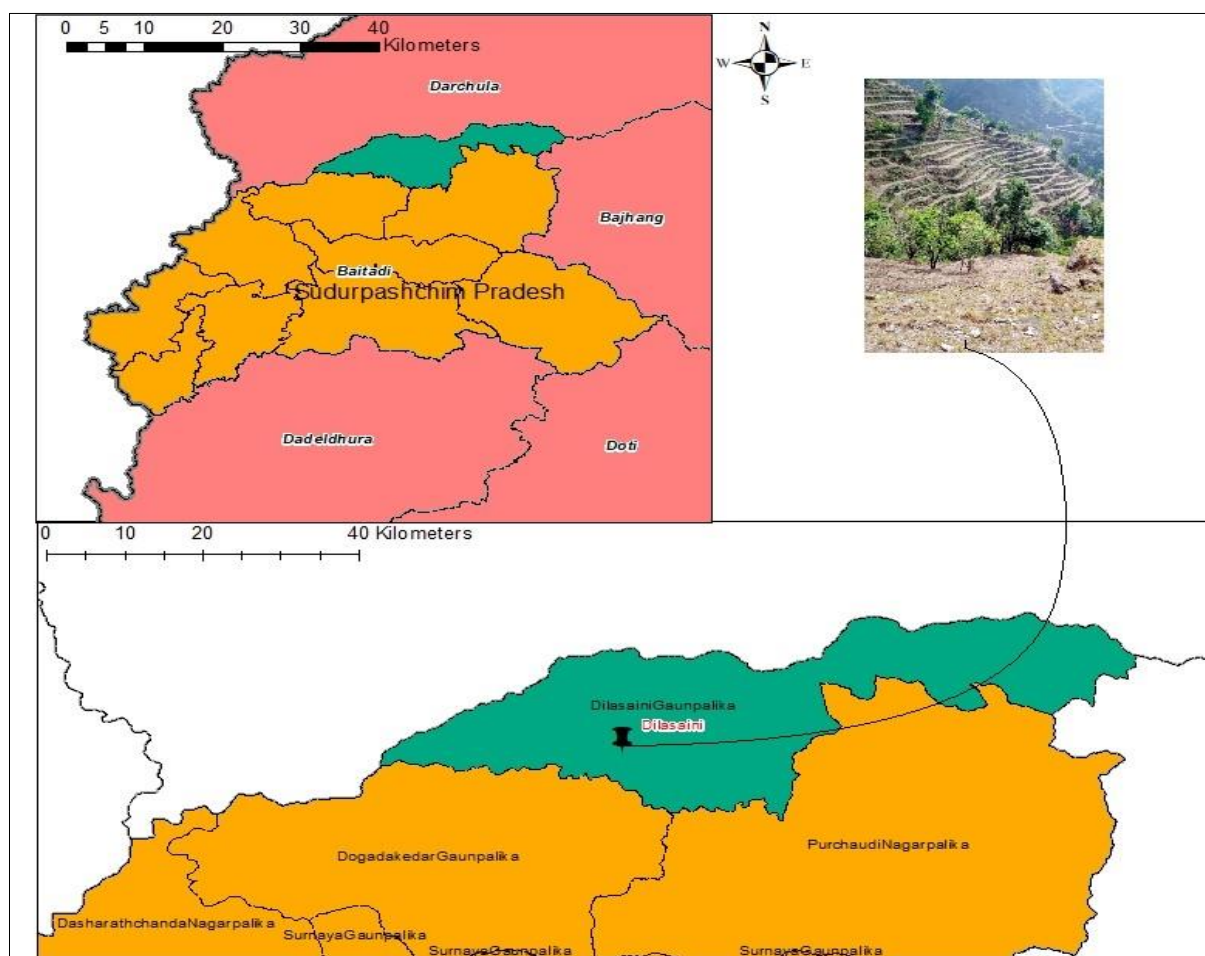 0 5 10 20 30 40
Kilometers
N
W E
S
Darchula
Bajhang
Baitadi
Sudurpashchim Pradesh
Dadeldhura
Doti
0 10 20 40 Kilometers
DilasainiGaunpalika
Dilasaini
PurchaudiNagarpalika
DogadakedarGaunpalika
DasharathchandaNagarpalika
SurnayaGaunpalika
SurnayaGaunpalika
SurnayaGaunpalika